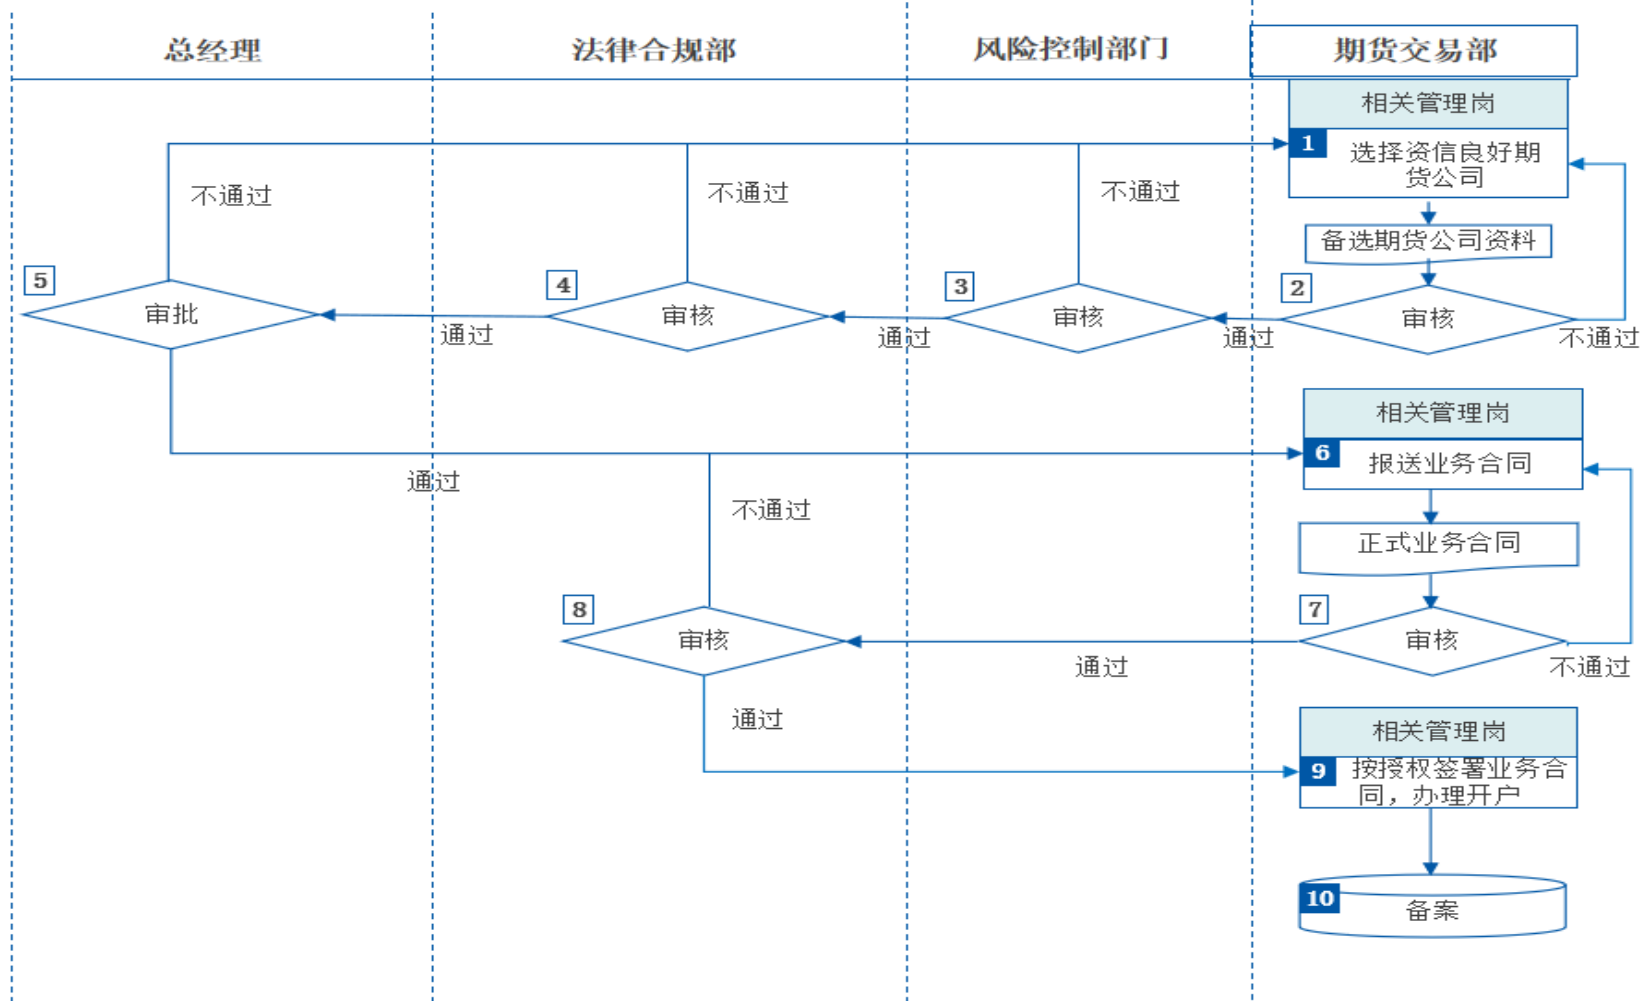 总经理
法律合规部
风险控制部门
期货交易部
相关管理岗
1
选择资信良好期
货公司
不通过
不通过
不通过
备选期货公司资料
5
4
3
2
审批
审核
审核
审核
通过
通过
通过
不通过
相关管理岗
6
报送业务合同
通过
不通过
正式业务合同
8
7
审核
审核
通过
不通过
通过
相关管理岗
9
按授权签署业务合
同，办理开户
10
备案